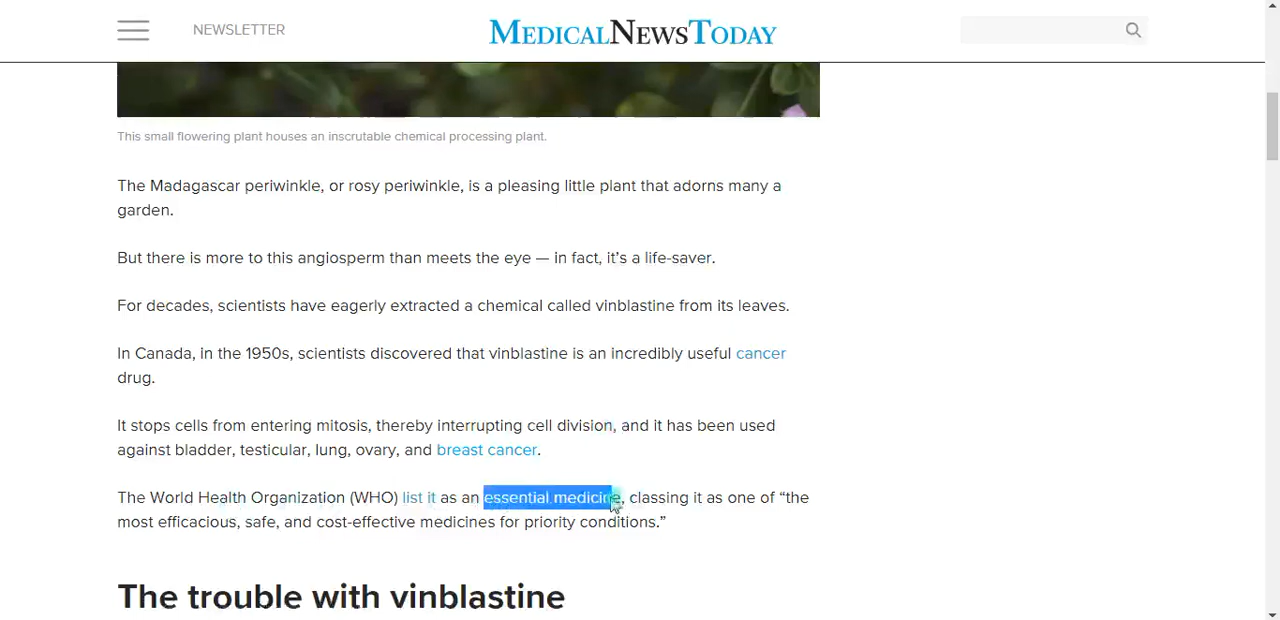 NEWSLETTER
MEDICALNEWSTODAY
This small flowering plant houses an inscrutable chemical processing plant.
The Madagascar periwinkle, or rosy periwinkle, is a pleasing little plant that adorns many a
garden.
But there is more to this angiosperm than meets the eye — in fact, it’s a life-saver.
For decades, scientists have eagerly extracted a chemical called vinblastine from its leaves.
In Canada, in the 1950s, scientists discovered that vinblastine is an incredibly useful cancer
drug.
It stops cells from entering mitosis, thereby interrupting cell division, and it has been used
against bladder, testicular, lung, ovary, and breast cancer.
The World Health Organization (WHO) list it as an essential medicine, classing it as one of “the
most efficacious, safe, and cost-effective medicines for priority conditions.”
The trouble with vinblastine